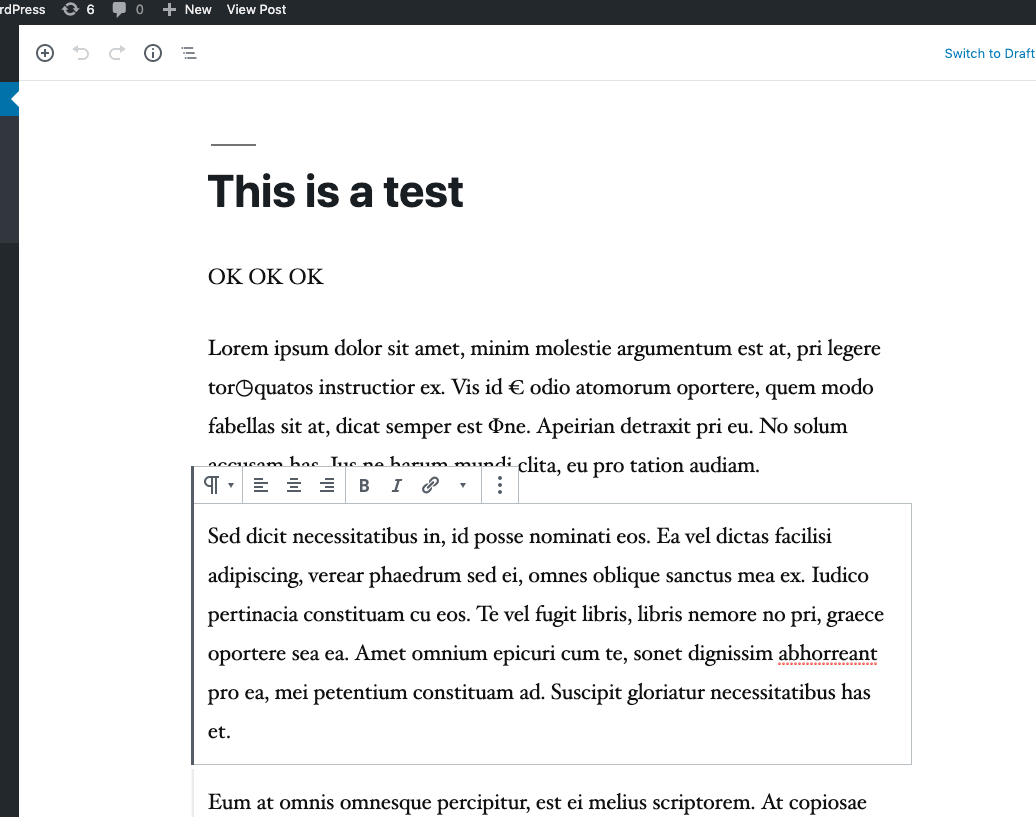 rdPress 6 0 New View Post
Switch to Draft
This is a test
OK OK OK
Lorem ipsum dolor sit amet, minim molestie argumentum est at, pri legere
tor◷quatos instructior ex. Vis id € odio atomorum oportere, quem modo
fabellas sit at, dicat semper est Φne. Apeirian detraxit pri eu. No solum
accusam has. Ius ne harum mundi clita, eu pro tation audiam.
B I
Sed dicit necessitatibus in, id posse nominati eos. Ea vel dictas facilisi
adipiscing, verear phaedrum sed ei, omnes oblique sanctus mea ex. Iudico
pertinacia constituam cu eos. Te vel fugit libris, libris nemore no pri, graece
oportere sea ea. Amet omnium epicuri cum te, sonet dignissim abhorreant
pro ea, mei petentium constituam ad. Suscipit gloriatur necessitatibus has
et.
Eum at omnis omnesque percipitur, est ei melius scriptorem. At copiosae